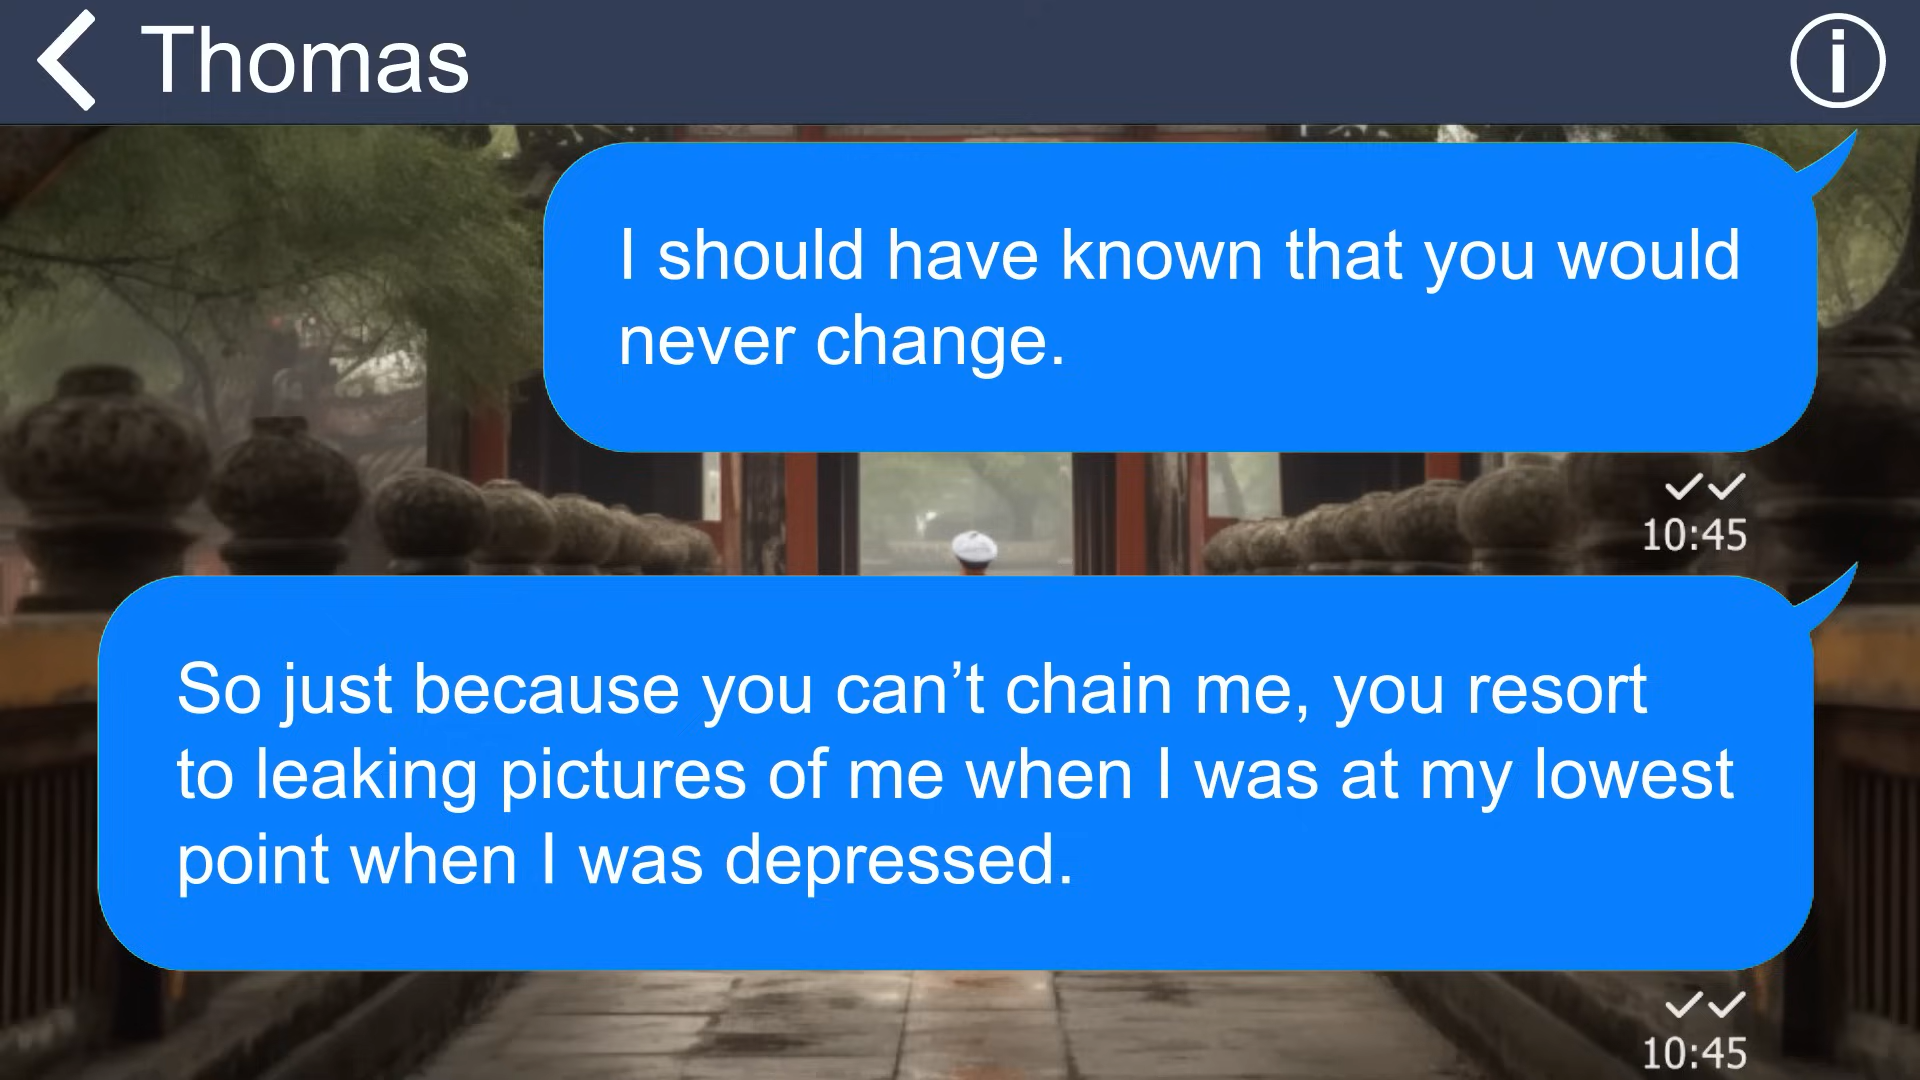 Thomas
I should have known that you would
never change.
10:45
So just because you can’t chain me, you resort
to leaking pictures of me when I was at my lowest
point when I was depressed.
10:45